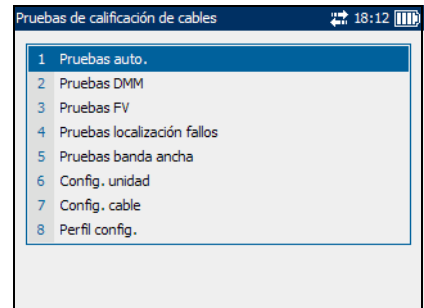 Pruebas de calificación de cables 18:12
1 Pruebas auto.
2 Pruebas DMM
3 Pruebas FV
4 Pruebas localización fallos
5 Pruebas banda ancha
6 Config. unidad
7 Config. cable
8 Perfil config.